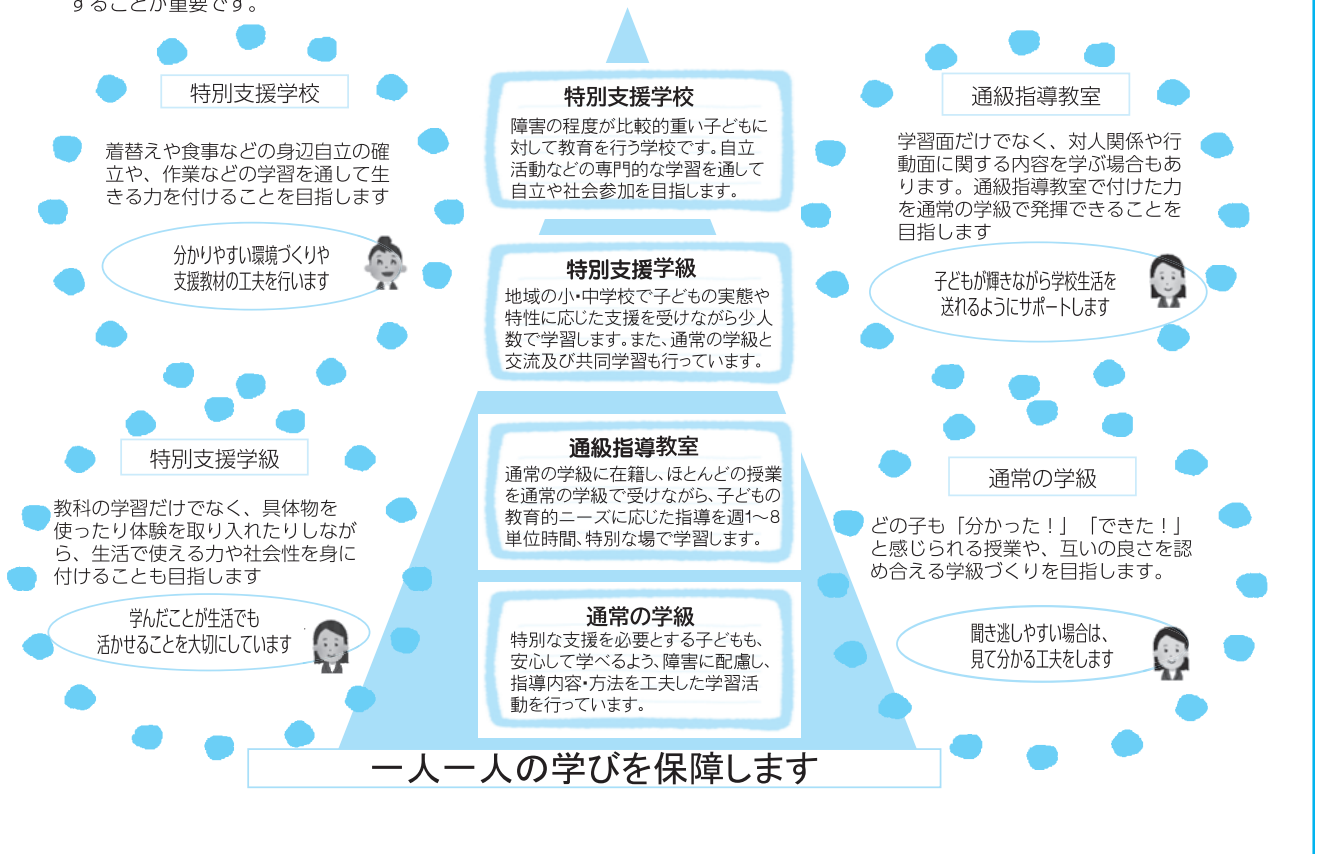 することが重要です。
特別支援学校
着替えや食事などの身辺自立の確
立や、作業などの学習を通して生
きる力を付けることを目指します
分かりやすい環境づくりや
支援教材の工夫を行います
特別支援学校
障害の程度が比較的重い子どもに
対して教育を行う学校です。自立
活動などの専門的な学習を通して
自立や社会参加を目指します。
通級指導教室
学習面だけでなく、対人関係や行
動面に関する内容を学ぶ場合もあ
ります。通級指導教室で付けた力
を通常の学級で発揮できることを
目指します
子どもが輝きながら学校生活を
送れるようにサポートします
特別支援学級
地域の小・中学校で子どもの実態や
特性に応じた支援を受けながら少人
数で学習します。また、通常の学級と
交流及び共同学習も行っています。
特別支援学級
教科の学習だけでなく、具体物を
使ったり体験を取り入れたりしなが
ら、生活で使える力や社会性を身に
付けることも目指します
学んだことが生活でも
活かせることを大切にしています
通級指導教室
通常の学級に在籍し、ほとんどの授業
を通常の学級で受けながら、子どもの
教育的ニーズに応じた指導を週1～8
単位時間、特別な場で学習します。
通常の学級
どの子も「分かった！」「できた！」
と感じられる授業や、互いの良さを認
め合える学級づくりを目指します。
聞き逃しやすい場合は、
見て分かる工夫をします
通常の学級
特別な支援を必要とする子どもも、
安心して学べるよう、障害に配慮し、
指導内容・方法を工夫した学習活
動を行っています。
一人一人の学びを保障します